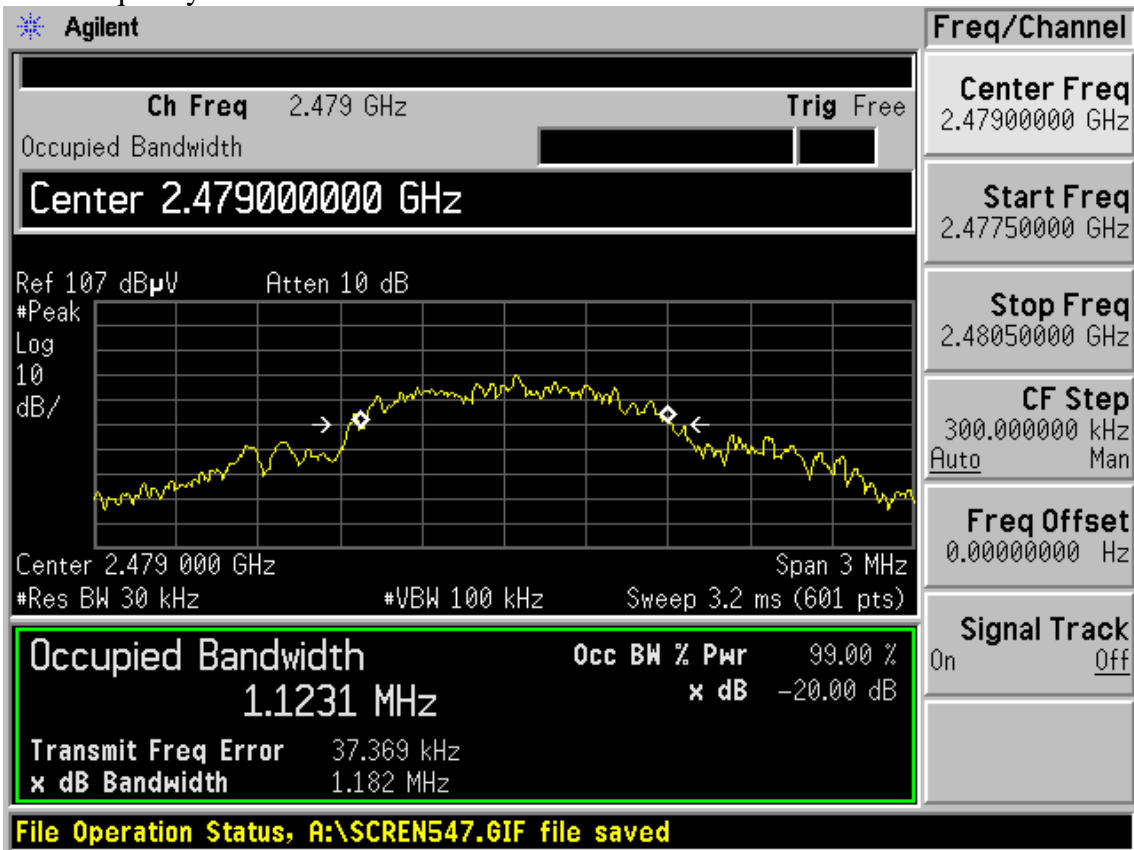 Agilent
Freq/Channel
Ch Freq 2.479 GHz Trig Free
Occupied Bandwidth
Center 2.479000000 GHz
Ref 107 dBµV Atten 10 dB
#Peak
Log
10
dB/
Center 2.479 000 GHz Span 3 MHz
#Res BW 30 kHz #VBW 100 kHz Sweep 3.2 ms (601 pts)
Occupied Bandwidth
1.1231 MHz
Occ BW % Pwr 99.00 %
x dB -20.00 dB
Transmit Freq Error 37.369 kHz
x dB Bandwidth 1.182 MHz
Center Freq
2.47900000 GHz
Start Freq
2.47750000 GHz
Stop Freq
2.48050000 GHz
CF Step
300.000000 kHz
Auto Man
Freq Offset
0.00000000 Hz
Signal Track
On Off
File Operation Status, A:\SCREN547.GIF file saved